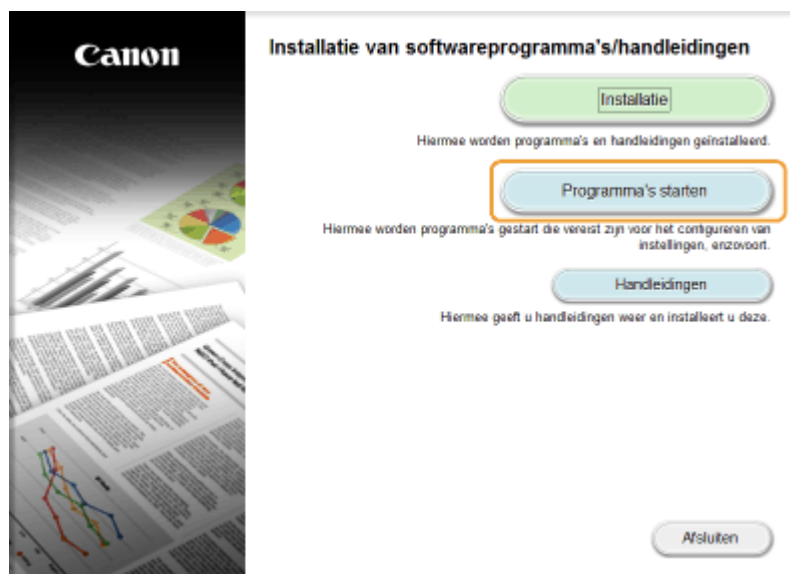 Canon
Installatie van softwareprogramma's/handleidingen
Installatie
Hiermee worden programma's en handleidingen geïnstalleerd.
Programma's starten
Hiermee worden programma's gestart die vereist zijn voor het configureren van
instellingen, enzovoort.
Handleidingen
Hiermee geeft u handleidingen weer en installeert u deze.
Afsluiten